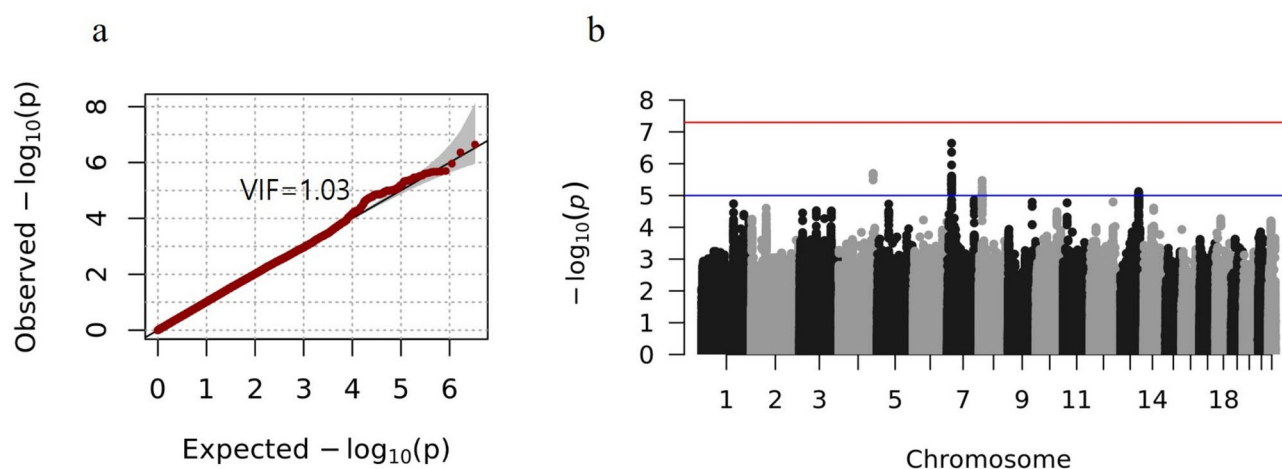 a
Observed −log10(p)
8
6
4
2
0
VIF=1.03
0 1 2 3 4 5 6
Expected −log10(p)
b
−log10(p)
8
7
6
5
4
3
2
1
0
1 2 3 5 7 9 11 14 18
Chromosome